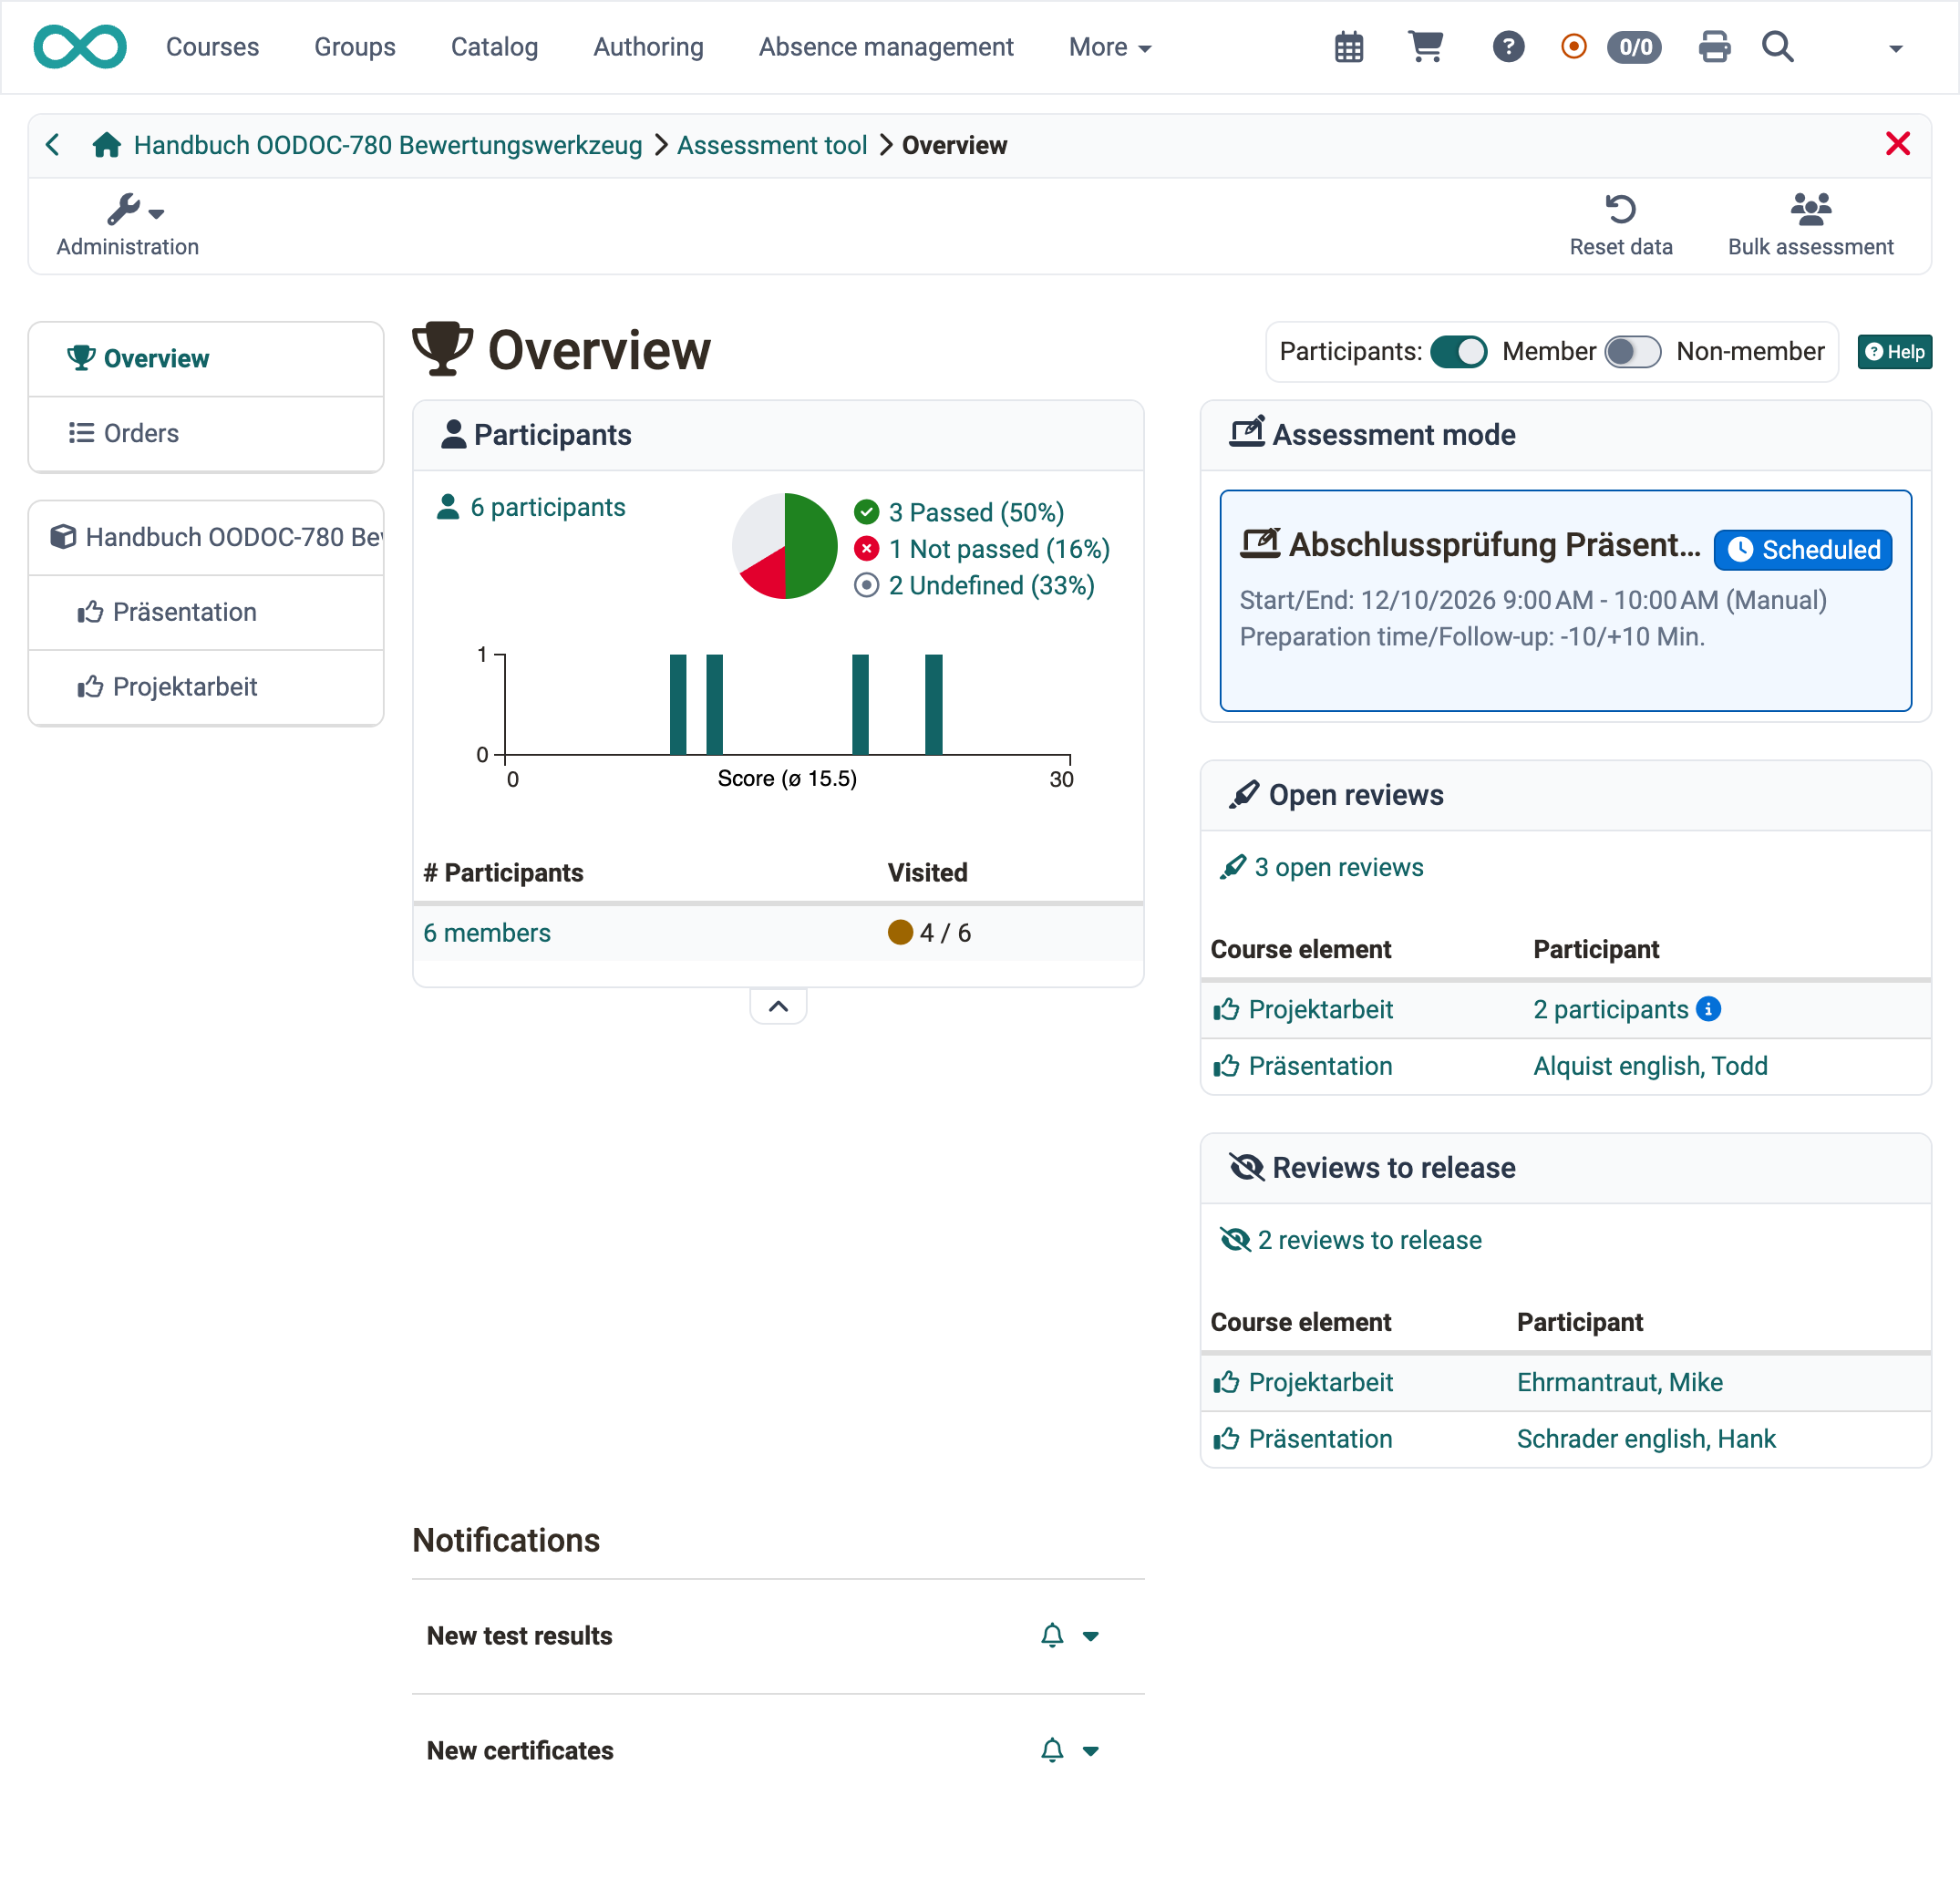 Courses Groups Catalog Authoring Absence management More 0/0
Handbuch OODOC-780 Bewertungswerkzeug Assessment tool Overview
Administration Reset data Bulk assessment
Overview
Orders
Handbuch OODOC-780 Be
Präsentation
Projektarbeit
Overview
Participants: Member Non-member Help
Participants
6 participants
3 Passed (50%)
1 Not passed (16%)
2 Undefined (33%)
1
0
0 Score (ø 15.5) 30
# Participants Visited
6 members 4 / 6
Assessment mode
Abschlussprüfung Präsent... Scheduled
Start/End: 12/10/2026 9:00 AM - 10:00 AM (Manual)
Preparation time/Follow-up: -10/+10 Min.
Open reviews
3 open reviews
Course element Participant
Projektarbeit 2 participants
Präsentation Alquist english, Todd
Reviews to release
2 reviews to release
Course element Participant
Projektarbeit Ehrmantraut, Mike
Präsentation Schrader english, Hank
Notifications
New test results
New certificates